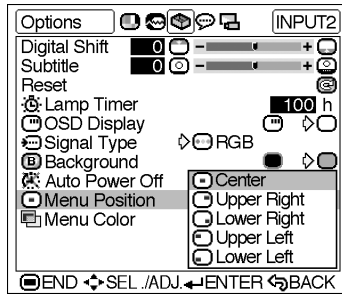 Options INPUT2
Digital Shift 0 - +
Subtitle 0 - +
Reset
Lamp Timer 100 h
OSD Display
Signal Type RGB
B Background
Auto Power Off
Menu Position
Menu Color
Center
Upper Right
Lower Right
Upper Left
Lower Left
END SEL ./ADJ. ENTER BACK